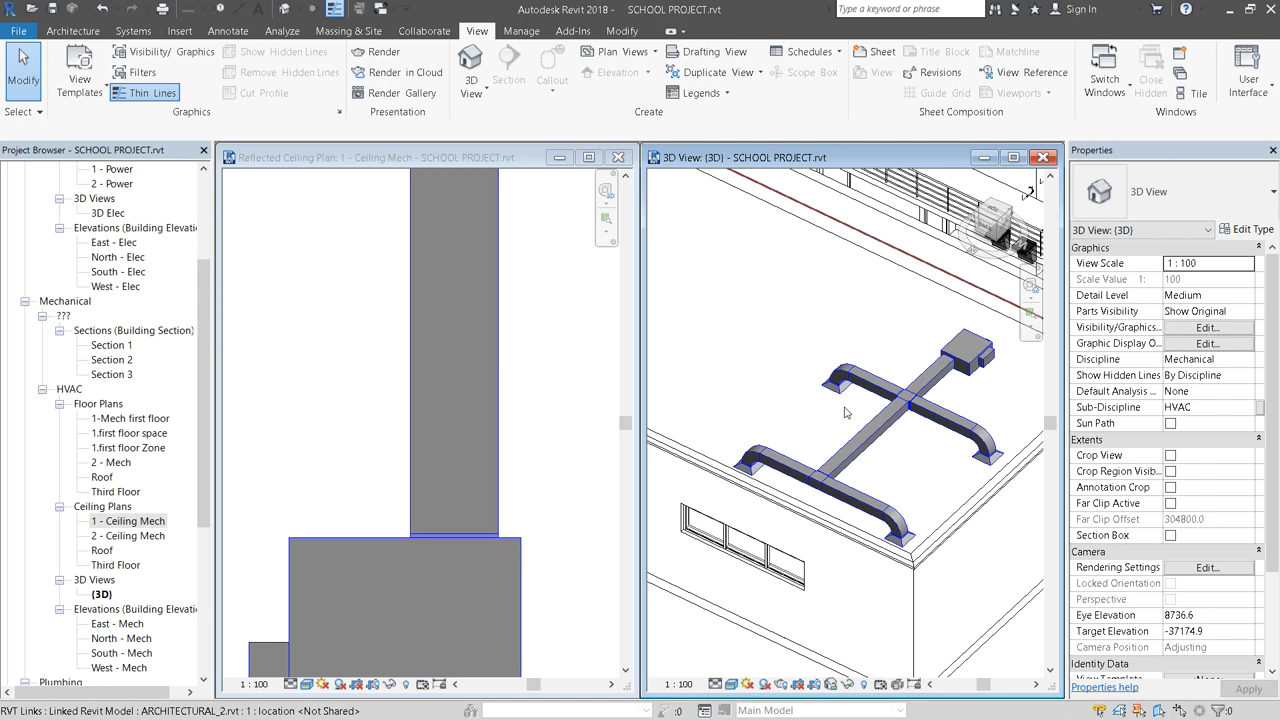 Autodesk Revit 2018 - SCHOOL PROJECT.rvt
Type a keyword or phrase
Sign In
File Architecture Systems Insert Annotate Analyze Massing & Site Collaborate View Manage Add-Ins Modify
Modify
Select
View Templates
Visibility/ Graphics
Filters
Thin Lines
Show Hidden Lines
Remove Hidden Lines
Cut Profile
Graphics
Render
Render in Cloud
Render Gallery
Presentation
3D View
Section
Callout
Plan Views
Elevation
Drafting View
Duplicate View
Legends
Schedules
Scope Box
Create
Sheet
View
Title Block
Revisions
Guide Grid
Matchline
View Reference
Viewports
Sheet Composition
Switch Windows
Close Hidden
Tile
Windows
User Interface
Project Browser - SCHOOL PROJECT.rvt
1 - Power
2 - Power
3D Views
3D Elec
Elevations (Building Elevati
East - Elec
North - Elec
South - Elec
West - Elec
Mechanical
???
Sections (Building Section)
Section 1
Section 2
Section 3
HVAC
Floor Plans
1-Mech first floor
1.first floor space
1.first floor Zone
2 - Mech
Roof
Third Floor
Ceiling Plans
1 - Ceiling Mech
2 - Ceiling Mech
Roof
Third Floor
3D Views
(3D)
Elevations (Building Elevati
East - Mech
North - Mech
South - Mech
West - Mech
Plumbing
Reflected Ceiling Plan: 1 - Ceiling Mech - SCHOOL PROJECT.rvt
1 : 100
3D View: (3D) - SCHOOL PROJECT.rvt
1 : 100
Properties
3D View
3D View: (3D)
Edit Type
Graphics
View Scale 1 : 100
Scale Value 1: 100
Detail Level Medium
Parts Visibility Show Original
Visibility/Graphics... Edit...
Graphic Display O... Edit...
Discipline Mechanical
Show Hidden Lines By Discipline
Default Analysis ... None
Sub-Discipline HVAC
Sun Path
Extents
Crop View
Crop Region Visib...
Annotation Crop
Far Clip Active
Far Clip Offset 304800.0
Section Box
Camera
Rendering Settings Edit...
Locked Orientation
Perspective
Eye Elevation 8736.6
Target Elevation -37174.9
Camera Position Adjusting
Identity Data
Properties help
Apply
RVT Links : Linked Revit Model : ARCHITECTURAL_2.rvt : 1 : location <Not Shared>
:0
Main Model
:0